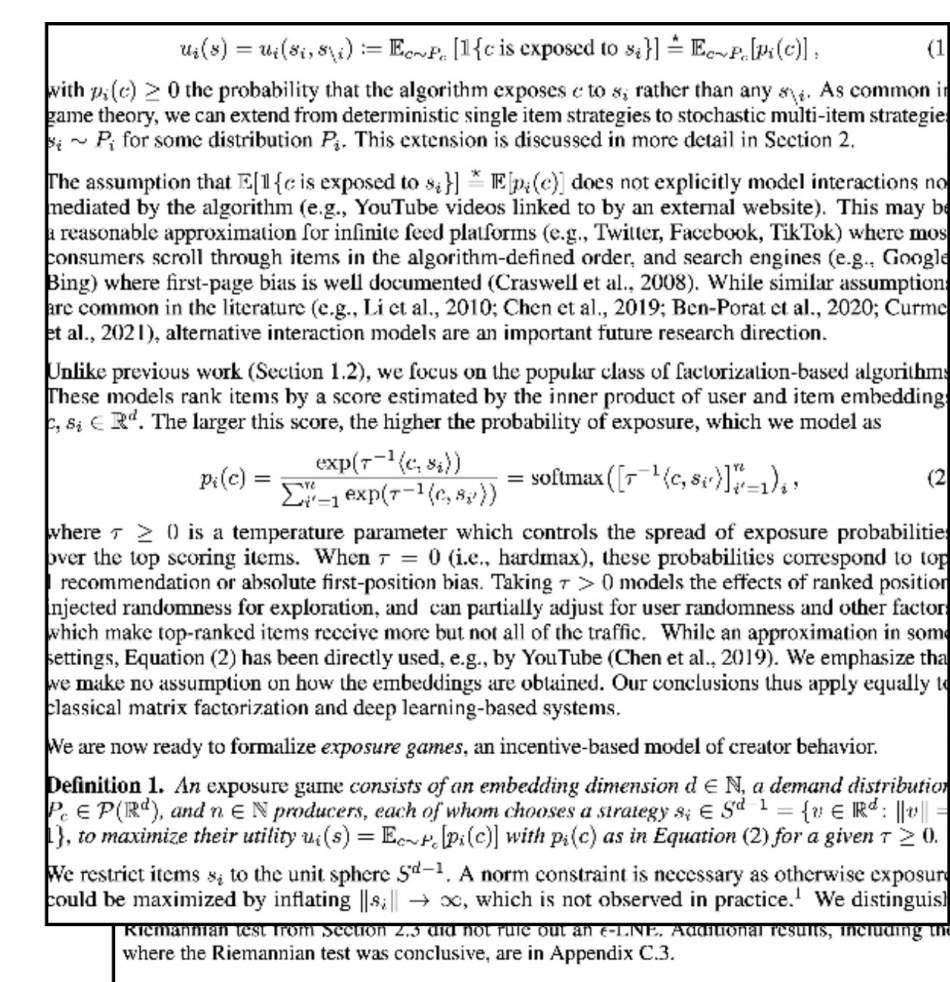 u_i(s) = u_i(s_i, s_{\i}) := 𝔼_{c∼P_c} [𝟙{c is exposed to s_i}] ≛ 𝔼_{c∼P_c}[p_i(c)] , (1
with p_i(c) ≥ 0 the probability that the algorithm exposes c to s_i rather than any s_{\i}. As common in
game theory, we can extend from deterministic single item strategies to stochastic multi-item strategies
s_i ∼ P_i for some distribution P_i. This extension is discussed in more detail in Section 2.
The assumption that 𝔼[𝟙{c is exposed to s_i}] ≛ 𝔼[p_i(c)] does not explicitly model interactions no
mediated by the algorithm (e.g., YouTube videos linked to by an external website). This may be
a reasonable approximation for infinite feed platforms (e.g., Twitter, Facebook, TikTok) where mos
consumers scroll through items in the algorithm-defined order, and search engines (e.g., Google
Bing) where first-page bias is well documented (Craswell et al., 2008). While similar assumptions
are common in the literature (e.g., Li et al., 2010; Chen et al., 2019; Ben-Porat et al., 2020; Curme
et al., 2021), alternative interaction models are an important future research direction.
Unlike previous work (Section 1.2), we focus on the popular class of factorization-based algorithms
These models rank items by a score estimated by the inner product of user and item embeddings
c, s_i ∈ ℝ^d. The larger this score, the higher the probability of exposure, which we model as
p_i(c) = exp(τ^{-1}⟨c, s_i⟩) / ∑_{i'=1}^n exp(τ^{-1}⟨c, s_{i'}⟩) = softmax([τ^{-1}⟨c, s_{i'}⟩]_{i'=1}^n)_i , (2
where τ ≥ 0 is a temperature parameter which controls the spread of exposure probabilities
over the top scoring items. When τ = 0 (i.e., hardmax), these probabilities correspond to top
1 recommendation or absolute first-position bias. Taking τ > 0 models the effects of ranked position
injected randomness for exploration, and can partially adjust for user randomness and other factors
which make top-ranked items receive more but not all of the traffic. While an approximation in some
settings, Equation (2) has been directly used, e.g., by YouTube (Chen et al., 2019). We emphasize tha
we make no assumption on how the embeddings are obtained. Our conclusions thus apply equally to
classical matrix factorization and deep learning-based systems.
We are now ready to formalize exposure games, an incentive-based model of creator behavior.
Definition 1. An exposure game consists of an embedding dimension d ∈ ℕ, a demand distribution
P_c ∈ 𝒫(ℝ^d), and n ∈ ℕ producers, each of whom chooses a strategy s_i ∈ S^{d−1} = {v ∈ ℝ^d : ‖v‖ =
1}, to maximize their utility u_i(s) = 𝔼_{c∼P_c}[p_i(c)] with p_i(c) as in Equation (2) for a given τ ≥ 0.
We restrict items s_i to the unit sphere S^{d−1}. A norm constraint is necessary as otherwise exposure
could be maximized by inflating ‖s_i‖ → ∞, which is not observed in practice.¹ We distinguish
Riemannian test from Section 2.3 did not rule out an ϵ-LNE. Additional results, including the
where the Riemannian test was conclusive, are in Appendix C.3.